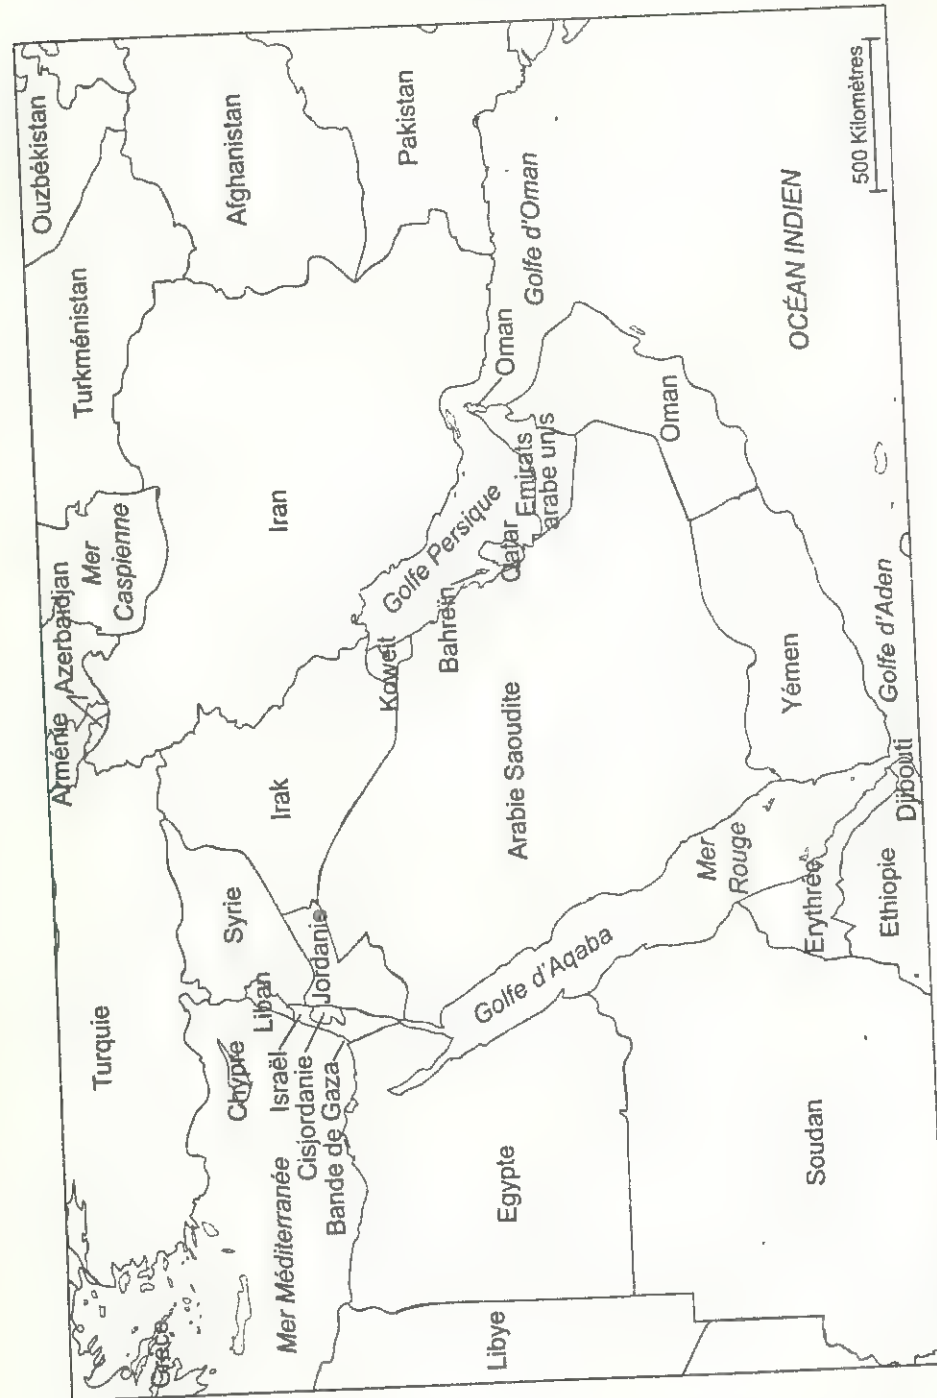 Ouzbékistan
Turkménistan
Arménie
Azerbaïdjan
Mer
Caspienne
Turquie
Grèce
Afghanistan
Iran
Syrie
Irak
Chypre
Liban
Israël
Cisjordanie
Bande de Gaza
Jordanie
Mer Méditerranée
Pakistan
Koweit
Golfe Persique
Bahreïn
Qatar
Emirats
arabe unis
Oman
Golfe d'Oman
Libye
Egypte
Golfe d'Aqaba
Arabie Saoudite
Oman
Mer
Rouge
Yémen
Soudan
Erythrée
Ethiopie
Djibouti
Golfe d'Aden
OCÉAN INDIEN
500 Kilomètres